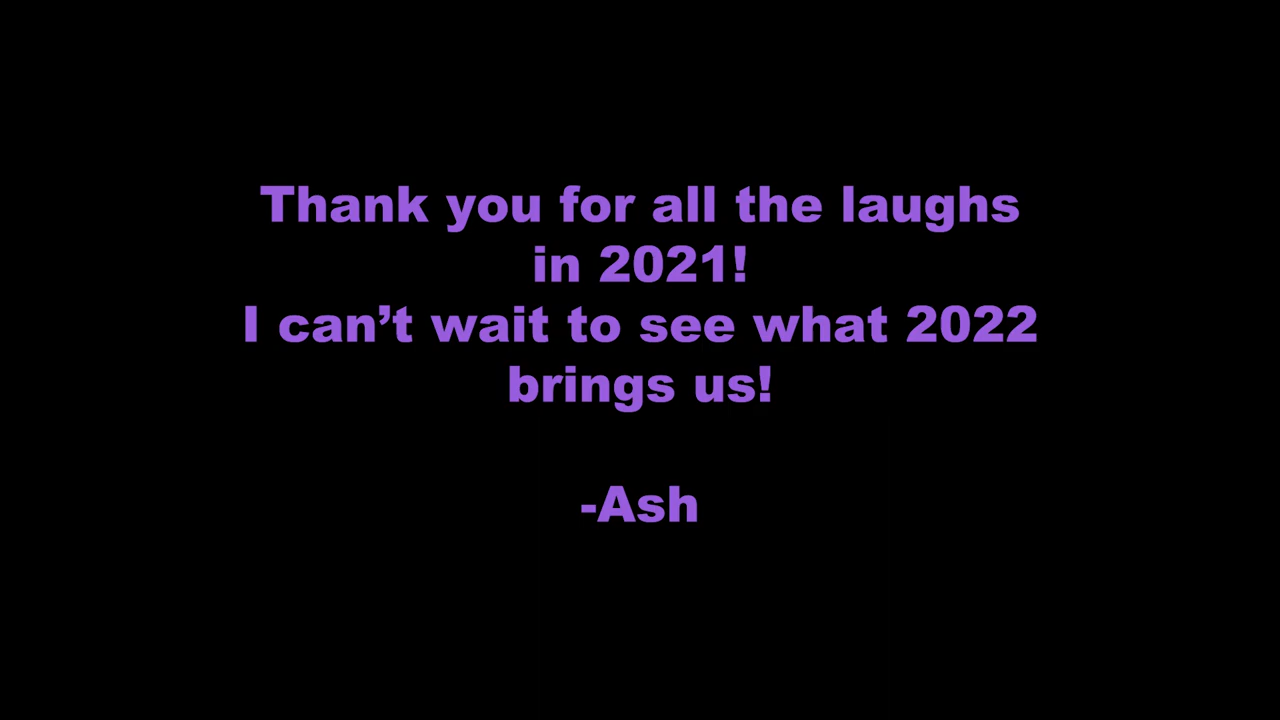 Thank you for all the laughs
in 2021!
I can’t wait to see what 2022
brings us!
-Ash